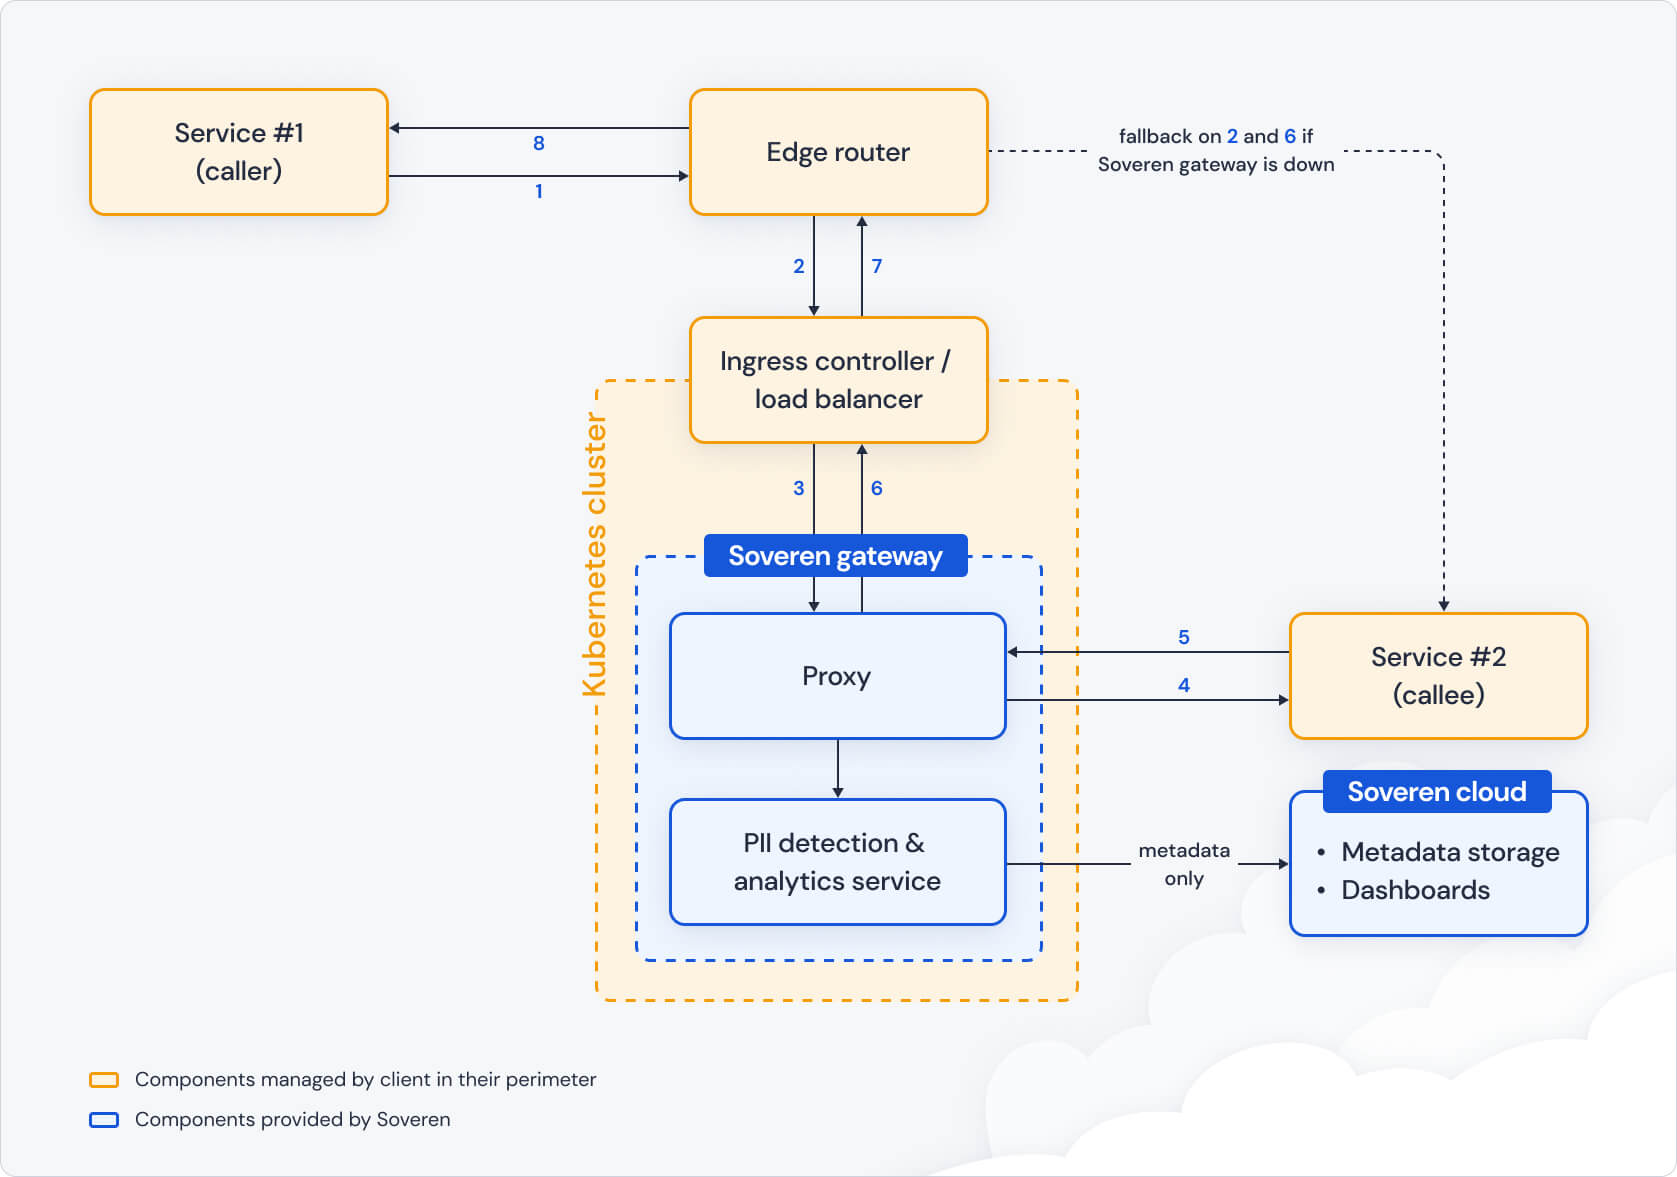 Service #1
(caller)
8
1
Edge router
fallback on 2 and 6 if
Soveren gateway is down
2
7
Ingress controller /
load balancer
Kubernetes cluster
3
6
Soveren gateway
Proxy
5
4
Service #2
(callee)
PII detection &
analytics service
metadata
only
Soveren cloud
• Metadata storage
• Dashboards
Components managed by client in their perimeter
Components provided by Soveren